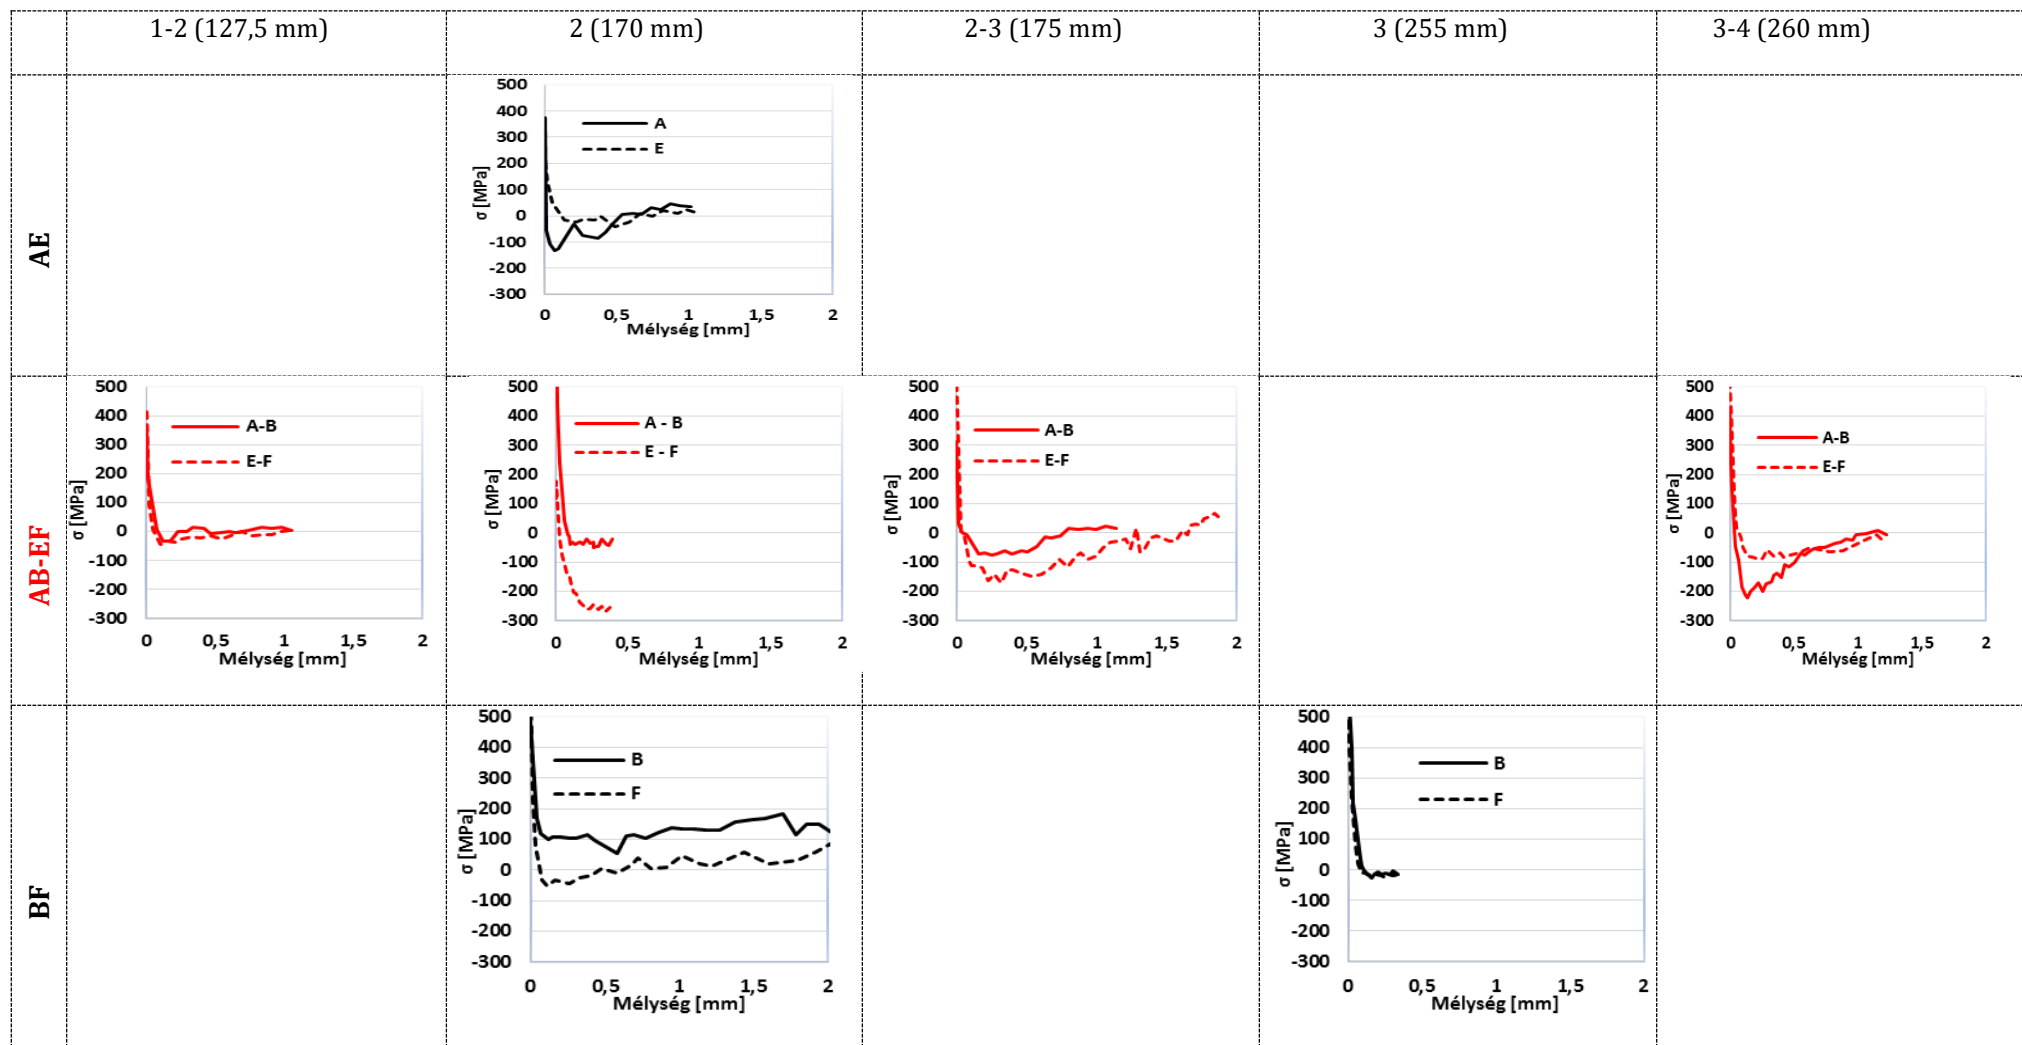 1-2 (127,5 mm)
2 (170 mm)
2-3 (175 mm)
3 (255 mm)
3-4 (260 mm)
AE
500
400
300
200
100
0
-100
-200
-300
σ [MPa]
A
E
0 0,5 1 1,5 2
Mélység [mm]
AB-EF
500
400
300
200
100
0
-100
-200
-300
σ [MPa]
A-B
E-F
0 0,5 1 1,5 2
Mélység [mm]
500
400
300
200
100
0
-100
-200
-300
σ [MPa]
A - B
E - F
0 0,5 1 1,5 2
Mélység [mm]
500
400
300
200
100
0
-100
-200
-300
σ [MPa]
A-B
E-F
0 0,5 1 1,5 2
Mélység [mm]
500
400
300
200
100
0
-100
-200
-300
σ [MPa]
A-B
E-F
0 0,5 1 1,5 2
Mélység [mm]
BF
500
400
300
200
100
0
-100
-200
-300
σ [MPa]
B
F
0 0,5 1 1,5 2
Mélység [mm]
500
400
300
200
100
0
-100
-200
-300
σ [MPa]
B
F
0 0,5 1 1,5 2
Mélység [mm]